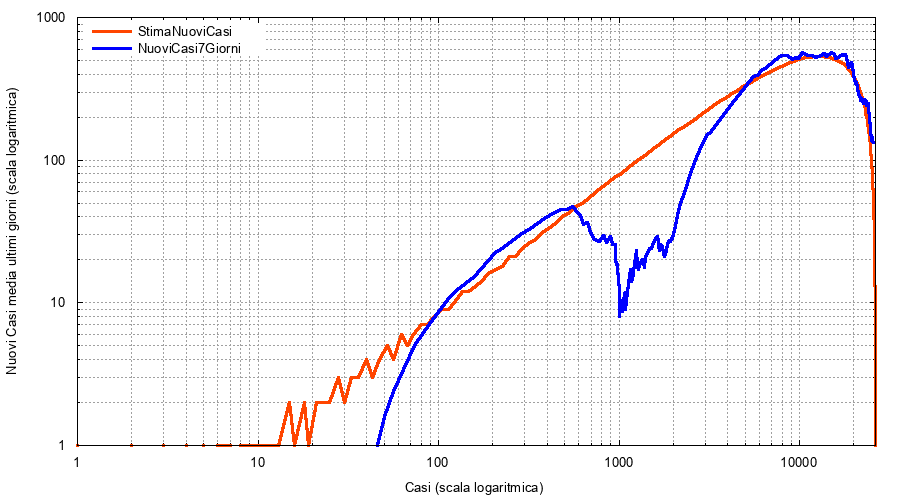 1000
StimaNuoviCasi
NuoviCasi7Giorni
100
10
1
Nuovi Casi media ultimi giorni (scala logaritmica)
1 10 100 1000 10000
Casi (scala logaritmica)